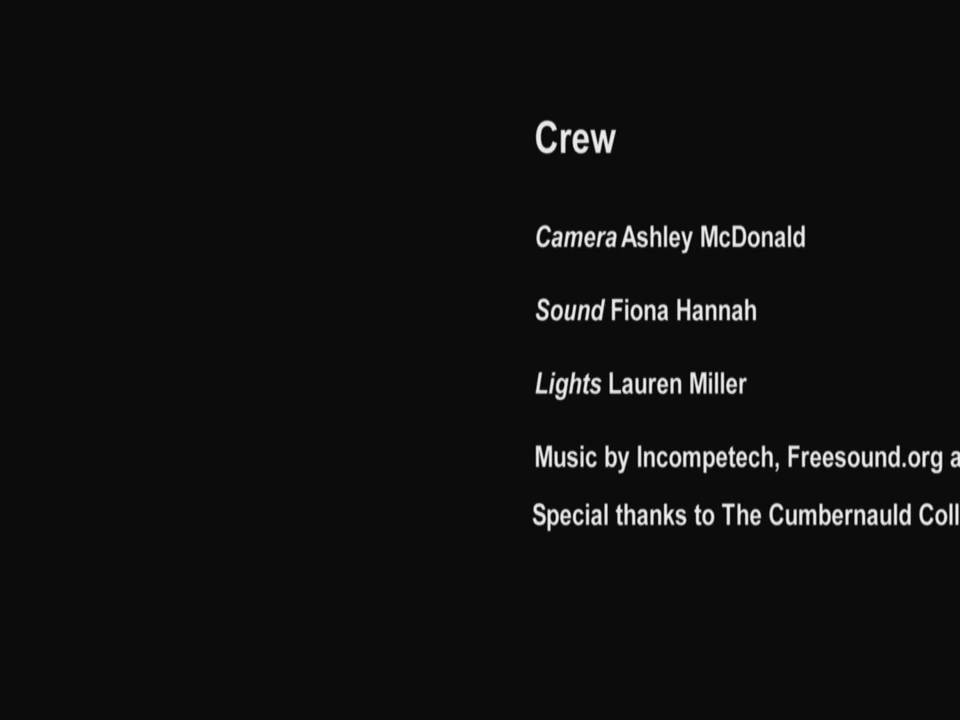 Crew
Camera Ashley McDonald
Sound Fiona Hannah
Lights Lauren Miller
Music by Incompetech, Freesound.org a
Special thanks to The Cumbernauld Coll